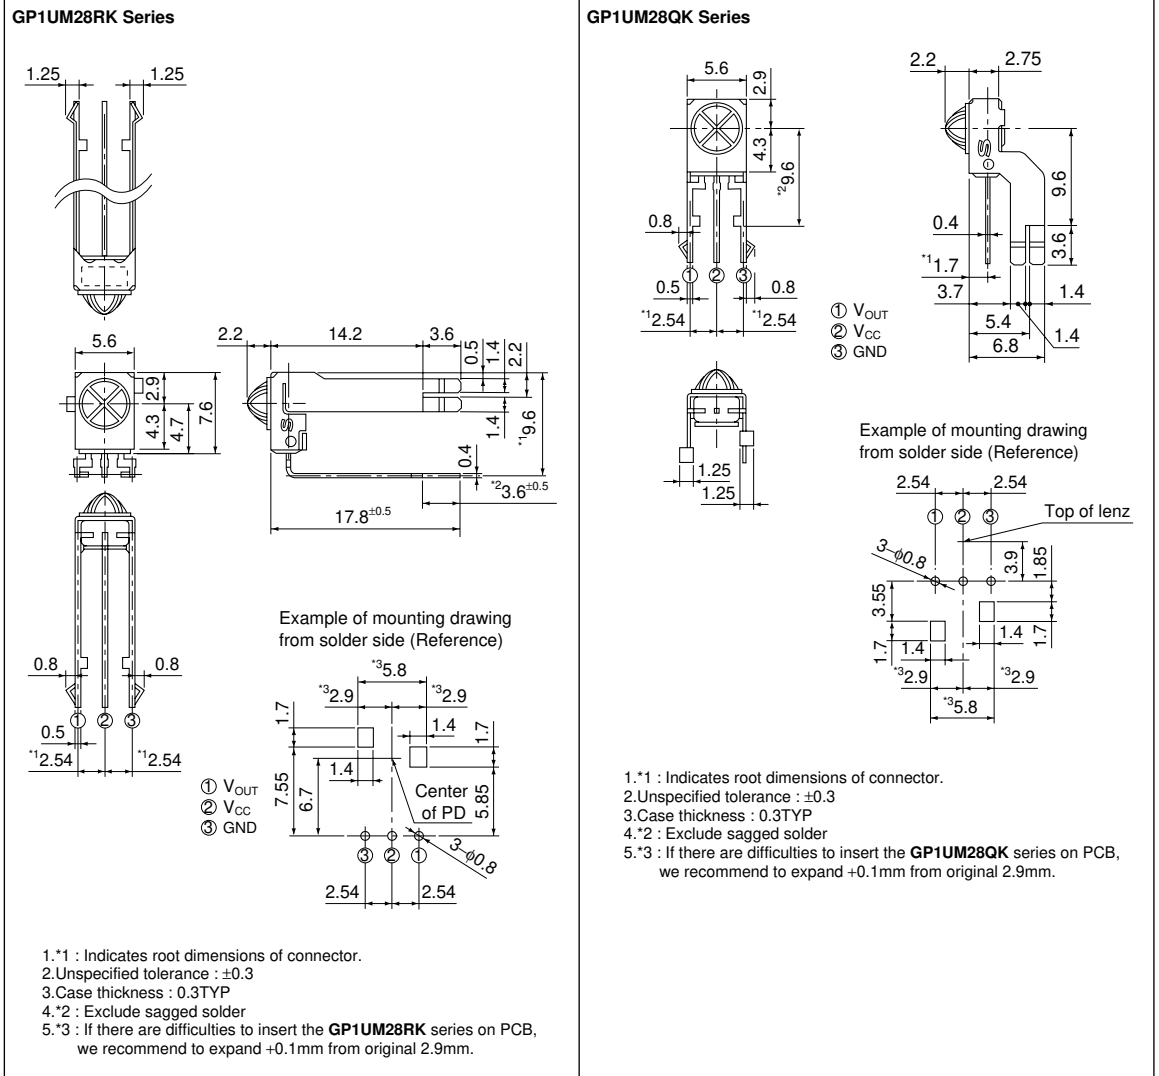 GP1UM28RK Series
1.25 1.25
5.6
2.9
4.3
4.7
7.6
2.2 14.2 3.6
0.5
1.4
2.2
1.4
*19.6
0.4
*23.6±0.5
17.8±0.5
0.8 0.8
① ② ③
0.5
*12.54 *12.54
① VOUT
② VCC
③ GND
Example of mounting drawing
from solder side (Reference)
*35.8
*32.9 *32.9
1.7
1.4
1.7
1.4
7.55
6.7
Center
of PD
5.85
3–φ0.8
③ ② ①
2.54 2.54
1.*1 : Indicates root dimensions of connector.
2.Unspecified tolerance : ±0.3
3.Case thickness : 0.3TYP
4.*2 : Exclude sagged solder
5.*3 : If there are difficulties to insert the GP1UM28RK series on PCB,
we recommend to expand +0.1mm from original 2.9mm.
GP1UM28QK Series
5.6
2.9
4.3
*29.6
0.8
① ② ③
0.5 0.8
*12.54 *12.54
2.2 2.75
9.6
0.4
3.6
*11.7
3.7 1.4
5.4
1.4
6.8
① VOUT
② VCC
③ GND
1.25
1.25
Example of mounting drawing
from solder side (Reference)
2.54 2.54
① ② ③
Top of lenz
3–φ0.8
3.9
1.85
3.55
1.7
1.4
1.4
1.7
*32.9 *32.9
*35.8
1.*1 : Indicates root dimensions of connector.
2.Unspecified tolerance : ±0.3
3.Case thickness : 0.3TYP
4.*2 : Exclude sagged solder
5.*3 : If there are difficulties to insert the GP1UM28QK series on PCB,
we recommend to expand +0.1mm from original 2.9mm.